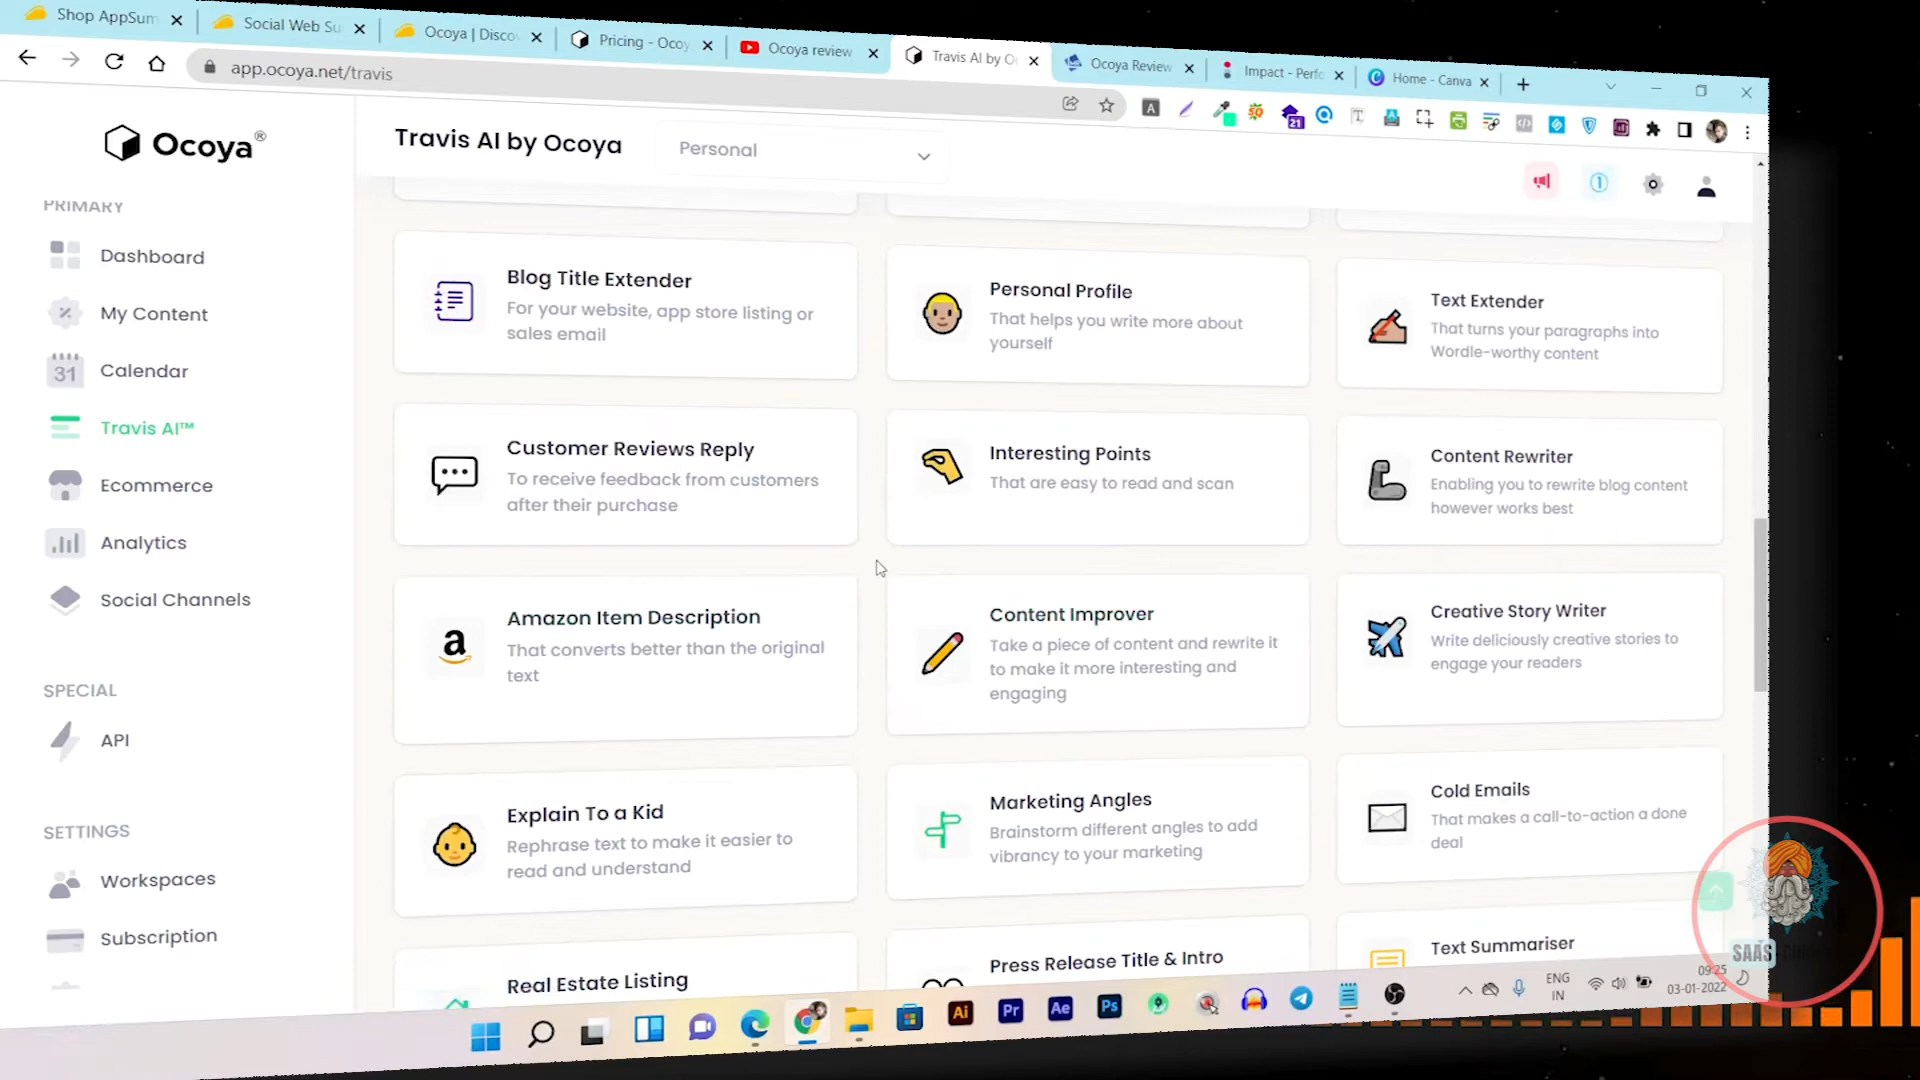 Shop AppSum
Social Web Su
Ocoya | Disco
Pricing - Ocoy
Ocoya review
Travis AI by O
Ocoya Review
Impact - Perfo
Home - Canva
app.ocoya.net/travis
A
21
Ocoya®
Travis AI by Ocoya
Personal
PRIMARY
Dashboard
My Content
31
Calendar
Travis AI™
Ecommerce
Analytics
Social Channels
SPECIAL
API
SETTINGS
Workspaces
Subscription
Blog Title Extender
For your website, app store listing or
sales email
Personal Profile
That helps you write more about
yourself
Text Extender
That turns your paragraphs into
Wordle-worthy content
Customer Reviews Reply
To receive feedback from customers
after their purchase
Interesting Points
That are easy to read and scan
Content Rewriter
Enabling you to rewrite blog content
however works best
a
Amazon Item Description
That converts better than the original
text
Content Improver
Take a piece of content and rewrite it
to make it more interesting and
engaging
Creative Story Writer
Write deliciously creative stories to
engage your readers
Explain To a Kid
Rephrase text to make it easier to
read and understand
Marketing Angles
Brainstorm different angles to add
vibrancy to your marketing
Cold Emails
That makes a call-to-action a done
deal
Real Estate Listing
Press Release Title & Intro
Text Summariser
SAAS
Ai
Pr
Ae
Ps
ENG
IN
09:25
03-01-2022